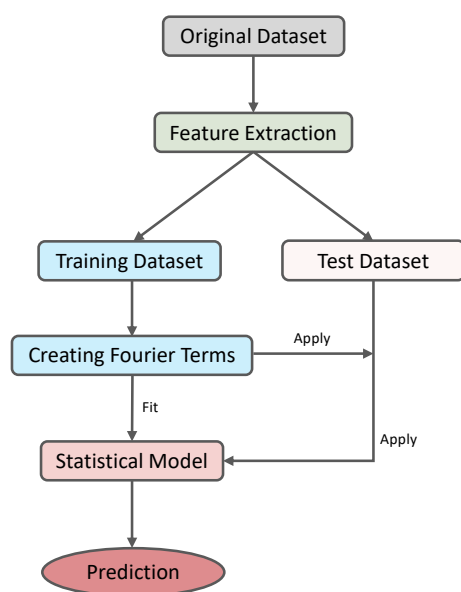 Original Dataset
Feature Extraction
Training Dataset
Test Dataset
Creating Fourier Terms
Apply
Fit
Apply
Statistical Model
Prediction